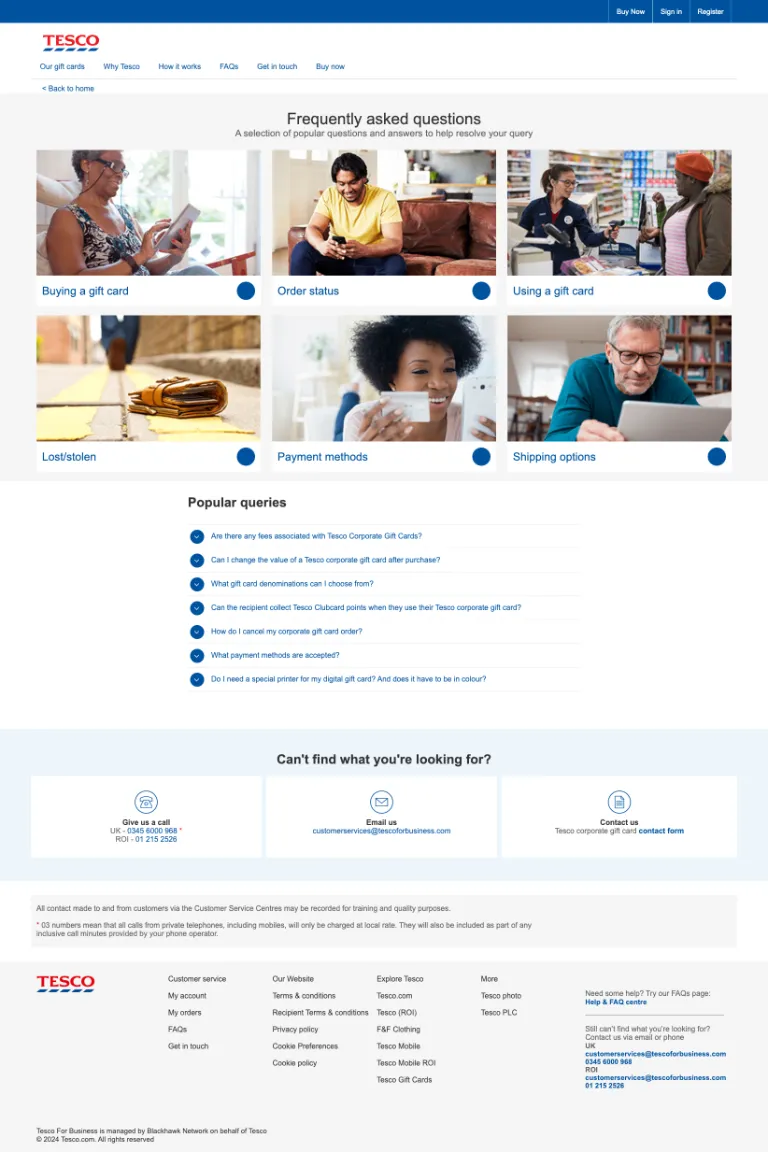 Buy Now
Sign in
Register
TESCO
Our gift cards
Why Tesco
How it works
FAQs
Get in touch
Buy now
< Back to home
Frequently asked questions
A selection of popular questions and answers to help resolve your query
Buying a gift card
Order status
Using a gift card
Lost/stolen
Payment methods
Shipping options
Popular queries
Are there any fees associated with Tesco Corporate Gift Cards?
Can I change the value of a Tesco corporate gift card after purchase?
What gift card denominations can I choose from?
Can the recipient collect Tesco Clubcard points when they use their Tesco corporate gift card?
How do I cancel my corporate gift card order?
What payment methods are accepted?
Do I need a special printer for my digital gift card? And does it have to be in colour?
Can't find what you're looking for?
Give us a call
UK - 0345 6000 968 *
ROI - 01 215 2526
Email us
customerservices@tescoforbusiness.com
Contact us
Tesco corporate gift card contact form
All contact made to and from customers via the Customer Service Centres may be recorded for training and quality purposes.
* 03 numbers mean that all calls from private telephones, including mobiles, will only be charged at local rate. They will also be included as part of any
inclusive call minutes provided by your phone operator.
TESCO
Customer service
My account
My orders
FAQs
Get in touch
Our Website
Terms & conditions
Recipient Terms & conditions
Privacy policy
Cookie Preferences
Cookie policy
Explore Tesco
Tesco.com
Tesco (ROI)
F&F Clothing
Tesco Mobile
Tesco Mobile ROI
Tesco Gift Cards
More
Tesco photo
Tesco PLC
Need some help? Try our FAQs page:
Help & FAQ centre
Still can't find what you're looking for?
Contact us via email or phone
UK
customerservices@tescoforbusiness.com
0345 6000 968
ROI
customerservices@tescoforbusiness.com
01 215 2526
Tesco For Business is managed by Blackhawk Network on behalf of Tesco
© 2024 Tesco.com. All rights reserved